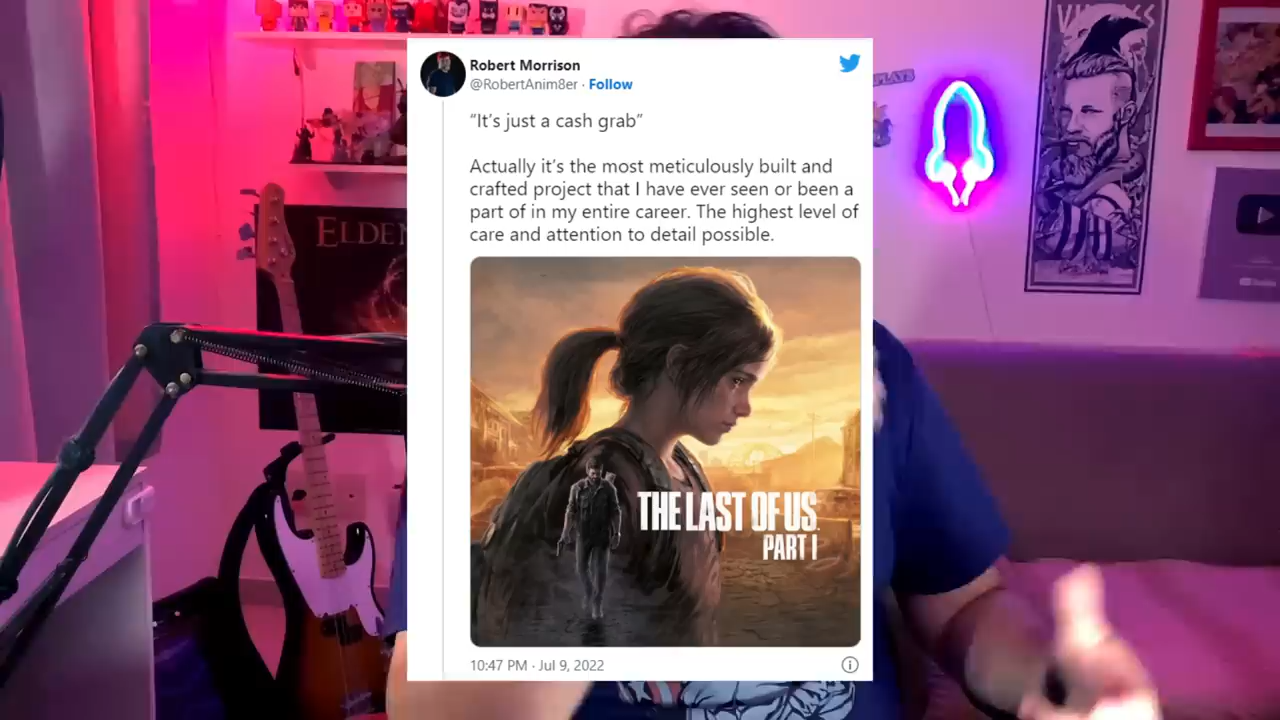 Robert Morrison
@RobertAnim8er · Follow
“It’s just a cash grab”
Actually it’s the most meticulously built and
crafted project that I have ever seen or been a
part of in my entire career. The highest level of
care and attention to detail possible.
THE LAST OF US
PART I
10:47 PM · Jul 9, 2022
ELDE